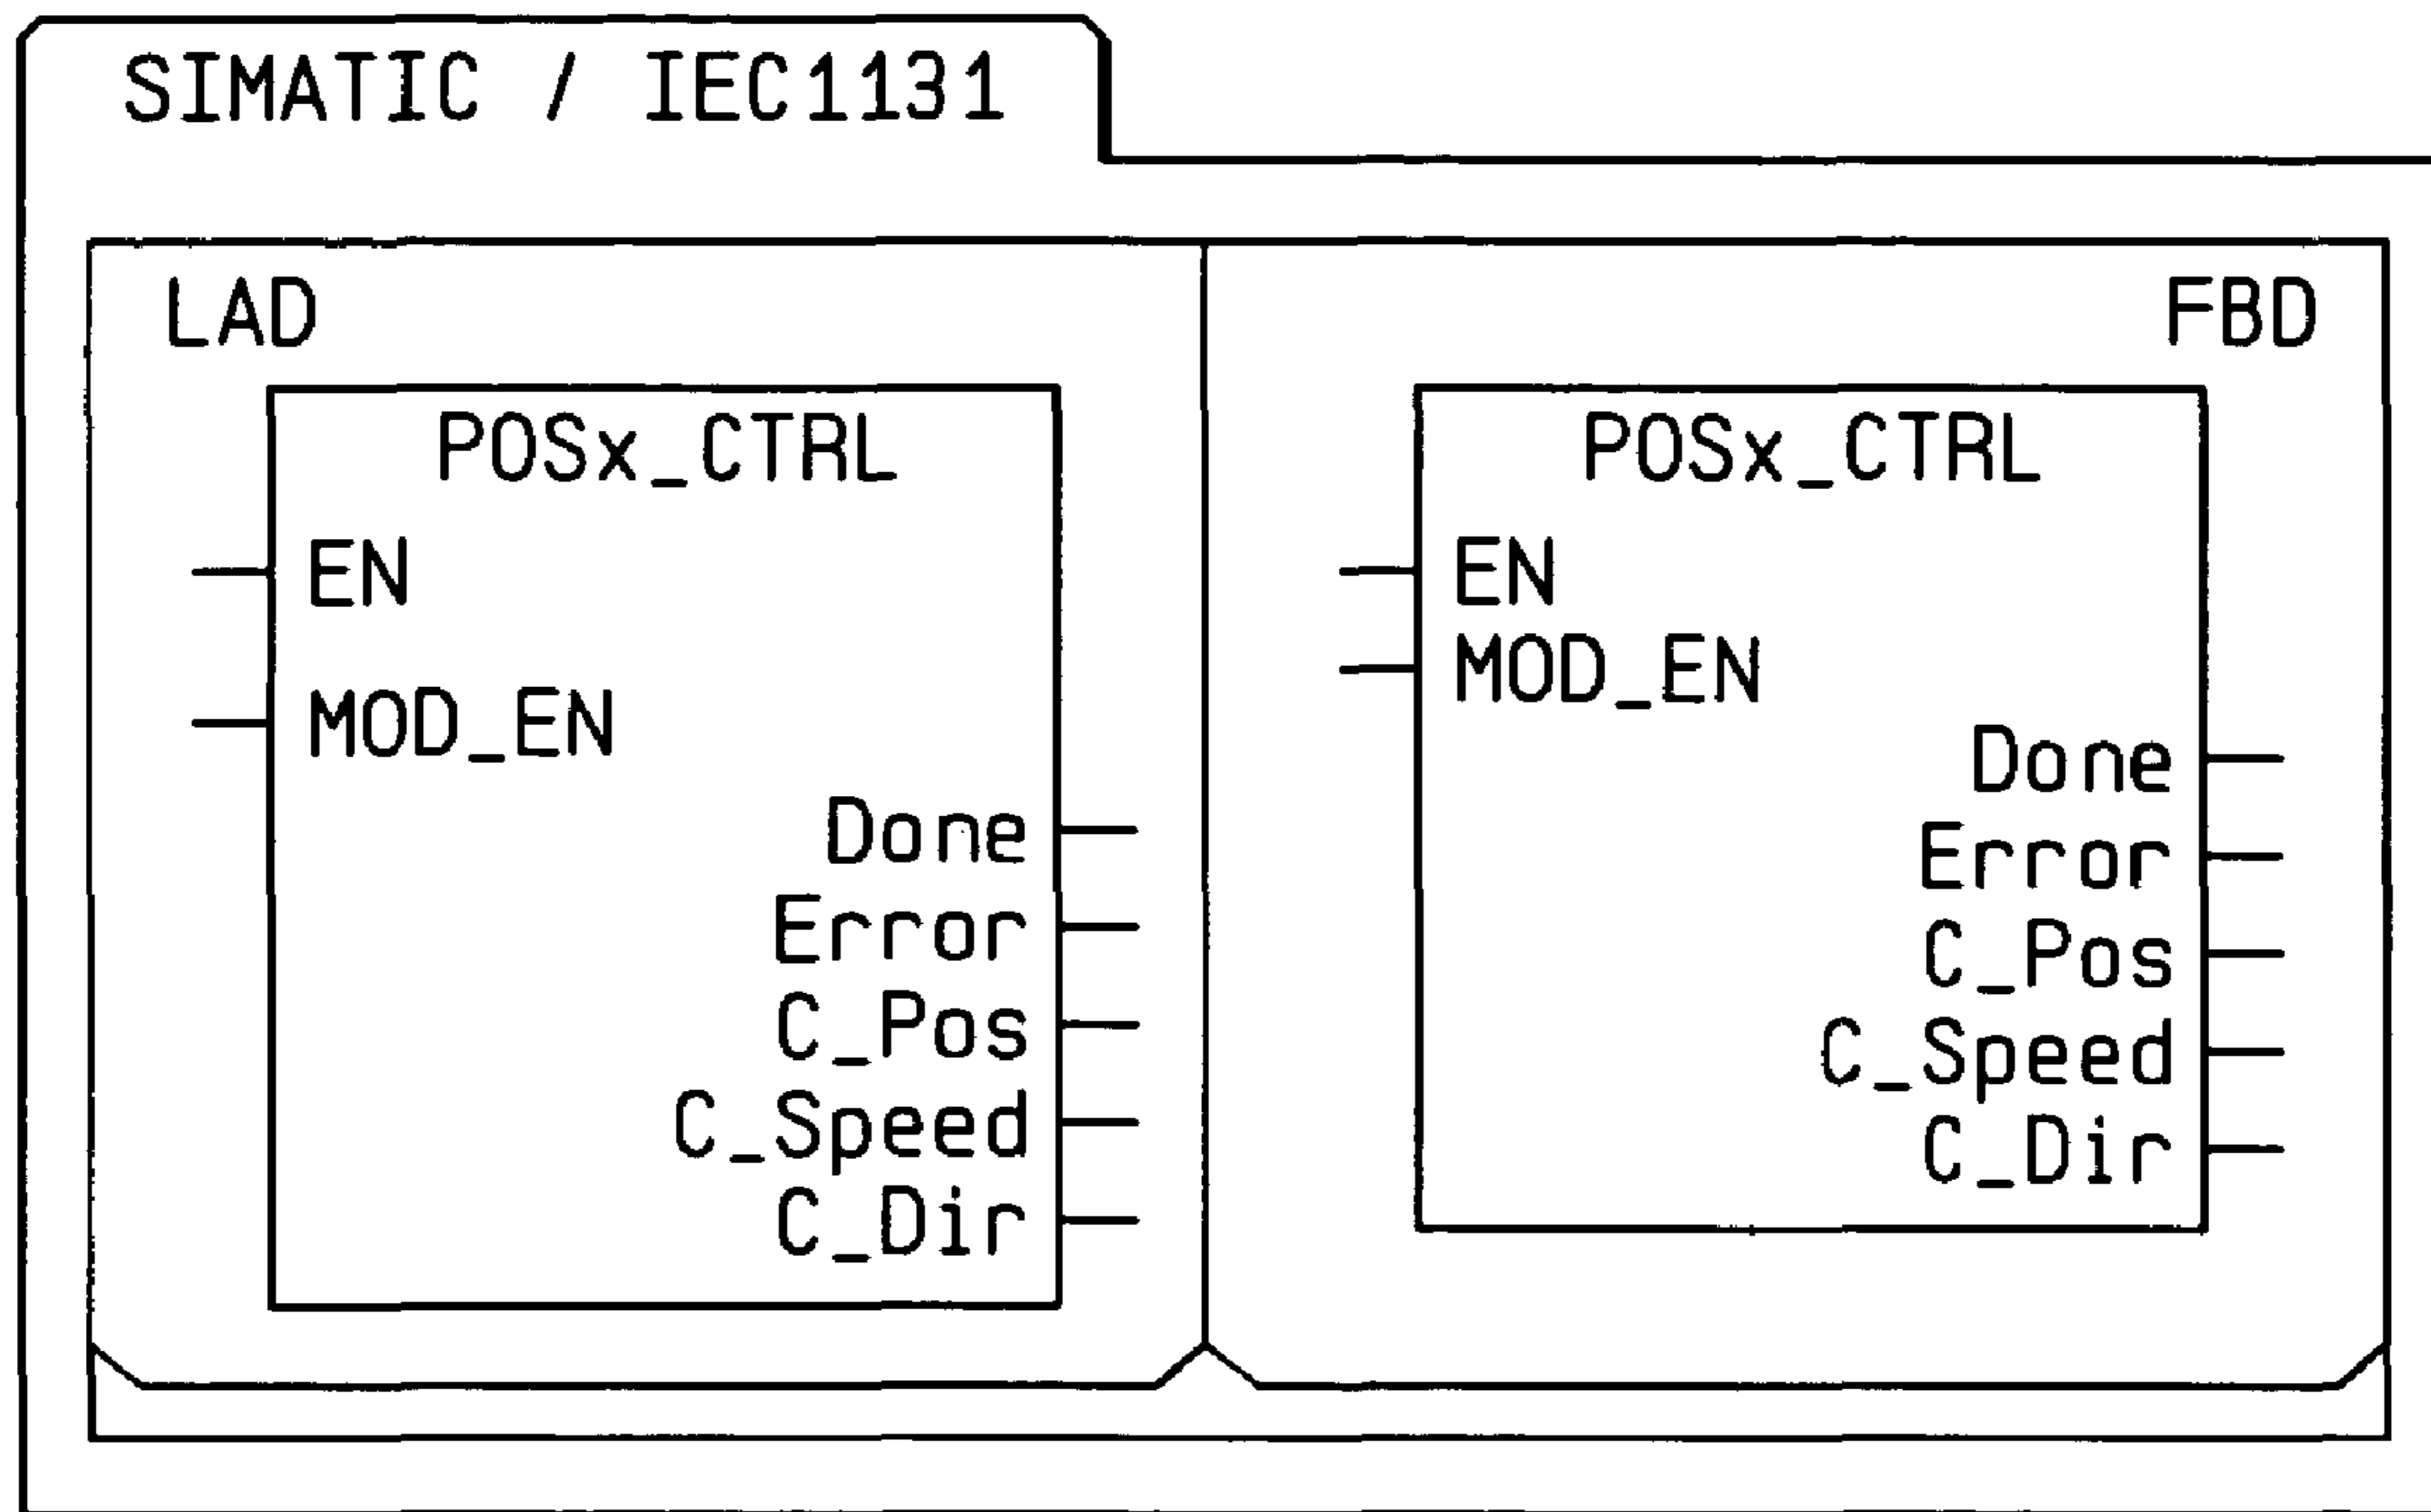 SIMATIC / IEC1131
LAD
POSx_CTRL
EN
MOD_EN
Done
Error
C_Pos
C_Speed
C_Dir
FBD
POSx_CTRL
EN
MOD_EN
Done
Error
C_Pos
C_Speed
C_Dir